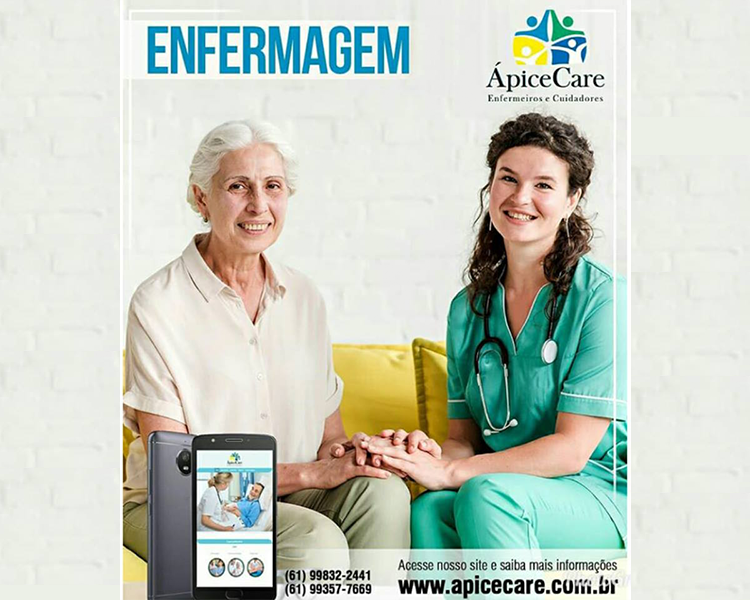 ENFERMAGEM
ÁpiceCare
Enfermeiros e Cuidadores
(61) 99832-2441
(61) 99357-7669
Acesse nosso site e saiba mais informações
www.apicecare.com.br